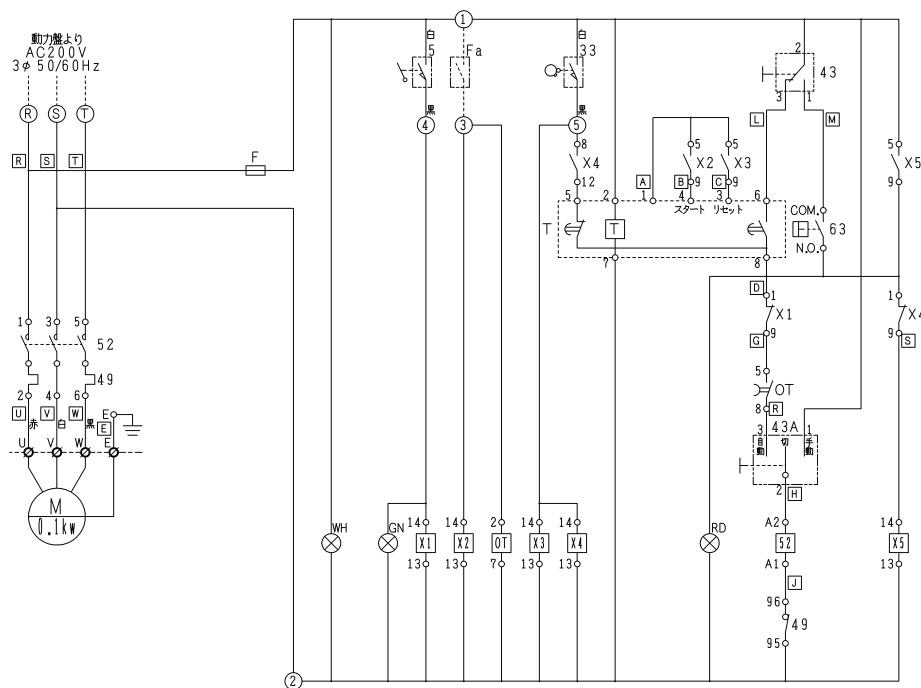 動力盤より
AC200V
3φ 50/60Hz
R
S
T
R
S
T
F
1
3
5
52
49
2
4
6
U
V
W
赤
白
黒
E
E
U
V
W
E
M
0.1kw
1
2
白
5
黒
4
Fa
3
白
33
黒
5
8
X4
12
A
5
X2
B
9
5
X3
C
9
5
2
1
4
3
6
スタート
リセット
T
T
7
8
2
43
3
1
L
M
COM.
63
N.O.
5
X5
9
D
1
X1
G
9
5
OT
8
R
1
X4
9
S
3
43A
1
自動
切
手動
2
H
WH
GN
14
X1
13
14
X2
13
2
OT
7
14
X3
13
14
X4
13
RD
A2
52
A1
J
96
49
95
14
X5
13